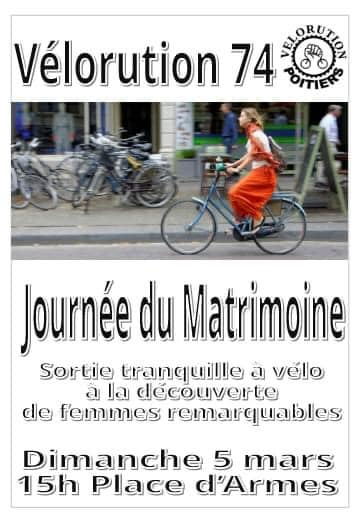 Vélorution 74
VÉLORUTION
POITIERS
Journée du Matrimoine
Sortie tranquille à vélo
à la découverte
de femmes remarquables
Dimanche 5 mars
15h Place d'Armes